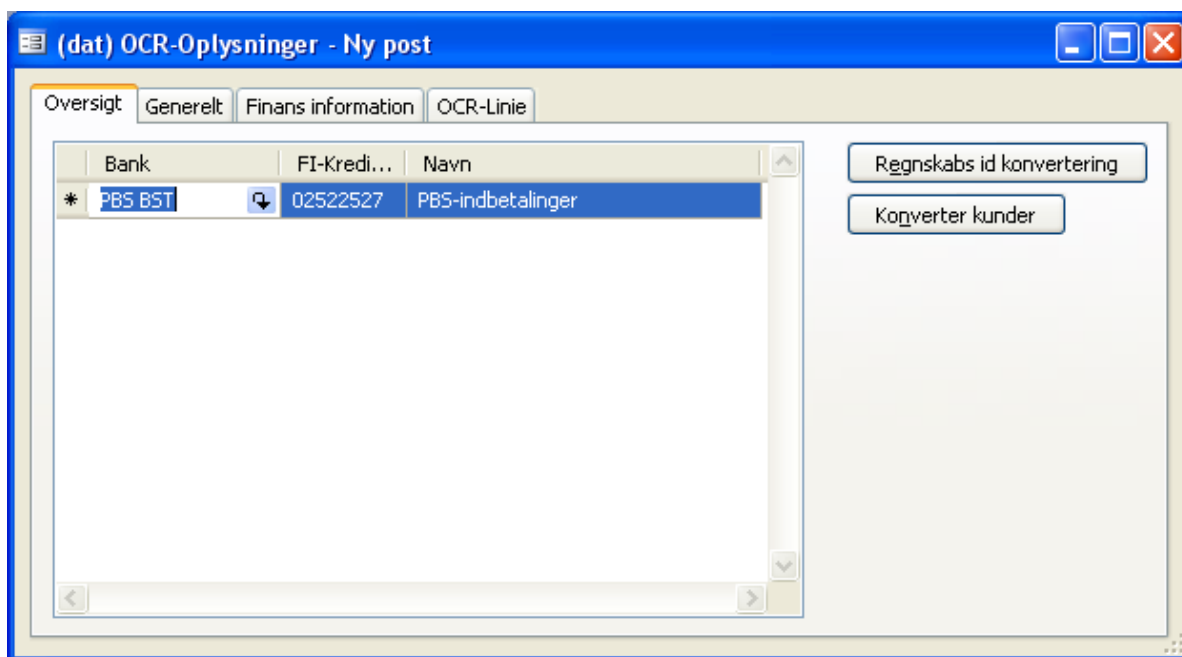 (dat) OCR-Oplysninger - Ny post
Oversigt Generelt Finans information OCR-Linie
Bank FI-Kredi... Navn
* PBS BST 02522527 PBS-indbetalinger
Regnskabs id konvertering
Konverter kunder